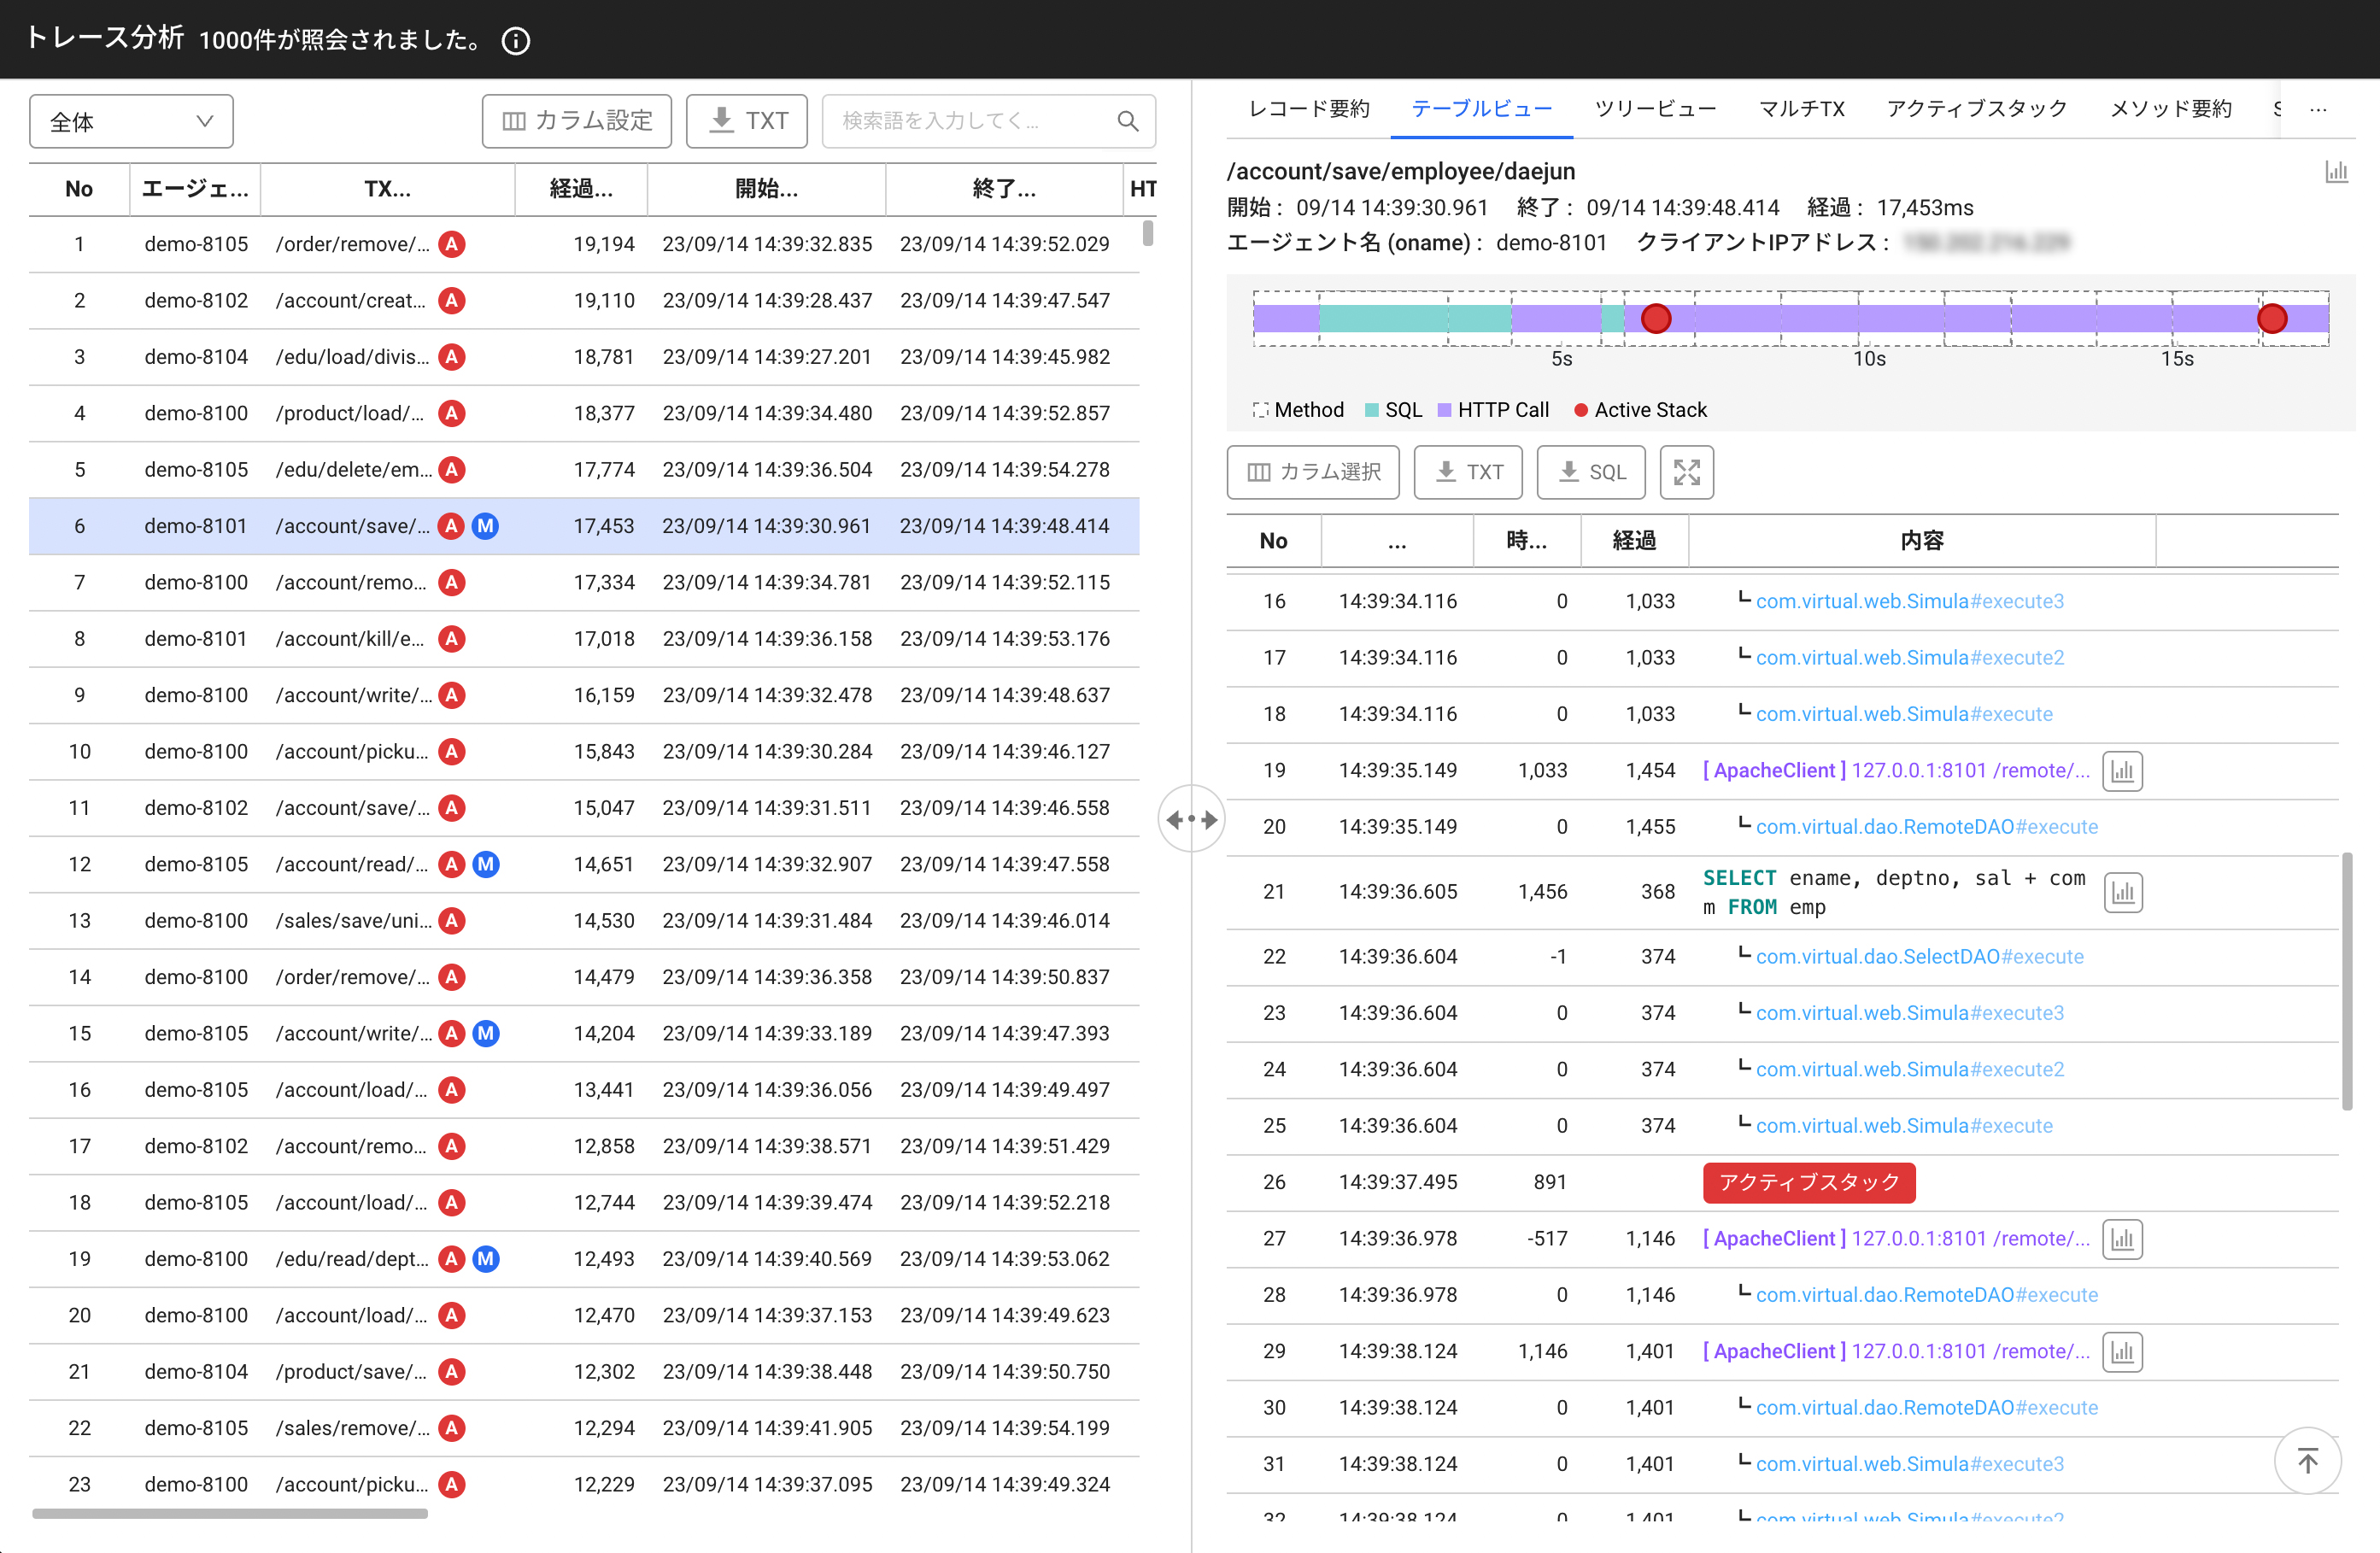 トレース分析 1000件が照会されました。
全体 カラム設定 TXT 検索語を入力してく...
No エージェ... TX... 経過... 開始... 終了... HT
1 demo-8105 /order/remove/... A 19,194 23/09/14 14:39:32.835 23/09/14 14:39:52.029
2 demo-8102 /account/creat... A 19,110 23/09/14 14:39:28.437 23/09/14 14:39:47.547
3 demo-8104 /edu/load/divis... A 18,781 23/09/14 14:39:27.201 23/09/14 14:39:45.982
4 demo-8100 /product/load/... A 18,377 23/09/14 14:39:34.480 23/09/14 14:39:52.857
5 demo-8105 /edu/delete/em... A 17,774 23/09/14 14:39:36.504 23/09/14 14:39:54.278
6 demo-8101 /account/save/... A M 17,453 23/09/14 14:39:30.961 23/09/14 14:39:48.414
7 demo-8100 /account/remo... A 17,334 23/09/14 14:39:34.781 23/09/14 14:39:52.115
8 demo-8101 /account/kill/e... A 17,018 23/09/14 14:39:36.158 23/09/14 14:39:53.176
9 demo-8100 /account/write/... A 16,159 23/09/14 14:39:32.478 23/09/14 14:39:48.637
10 demo-8100 /account/picku... A 15,843 23/09/14 14:39:30.284 23/09/14 14:39:46.127
11 demo-8102 /account/save/... A 15,047 23/09/14 14:39:31.511 23/09/14 14:39:46.558
12 demo-8105 /account/read/... A M 14,651 23/09/14 14:39:32.907 23/09/14 14:39:47.558
13 demo-8100 /sales/save/uni... A 14,530 23/09/14 14:39:31.484 23/09/14 14:39:46.014
14 demo-8100 /order/remove/... A 14,479 23/09/14 14:39:36.358 23/09/14 14:39:50.837
15 demo-8105 /account/write/... A M 14,204 23/09/14 14:39:33.189 23/09/14 14:39:47.393
16 demo-8105 /account/load/... A 13,441 23/09/14 14:39:36.056 23/09/14 14:39:49.497
17 demo-8102 /account/remo... A 12,858 23/09/14 14:39:38.571 23/09/14 14:39:51.429
18 demo-8105 /account/load/... A 12,744 23/09/14 14:39:39.474 23/09/14 14:39:52.218
19 demo-8100 /edu/read/dept... A M 12,493 23/09/14 14:39:40.569 23/09/14 14:39:53.062
20 demo-8100 /account/load/... A 12,470 23/09/14 14:39:37.153 23/09/14 14:39:49.623
21 demo-8104 /product/save/... A 12,302 23/09/14 14:39:38.448 23/09/14 14:39:50.750
22 demo-8105 /sales/remove/... A 12,294 23/09/14 14:39:41.905 23/09/14 14:39:54.199
23 demo-8100 /account/picku... A 12,229 23/09/14 14:39:37.095 23/09/14 14:39:49.324
レコード要約 テーブルビュー ツリービュー マルチTX アクティブスタック メソッド要約 S ...
/account/save/employee/daejun
開始 : 09/14 14:39:30.961 終了 : 09/14 14:39:48.414 経過 : 17,453ms
エージェント名 (oname) : demo-8101 クライアントIPアドレス :
5s 10s 15s
Method SQL HTTP Call Active Stack
カラム選択 TXT SQL
No ... 時... 経過 内容
16 14:39:34.116 0 1,033 com.virtual.web.Simula#execute3
17 14:39:34.116 0 1,033 com.virtual.web.Simula#execute2
18 14:39:34.116 0 1,033 com.virtual.web.Simula#execute
19 14:39:35.149 1,033 1,454 [ ApacheClient ] 127.0.0.1:8101 /remote/...
20 14:39:35.149 0 1,455 com.virtual.dao.RemoteDAO#execute
21 14:39:36.605 1,456 368 SELECT ename, deptno, sal + com
m FROM emp
22 14:39:36.604 -1 374 com.virtual.dao.SelectDAO#execute
23 14:39:36.604 0 374 com.virtual.web.Simula#execute3
24 14:39:36.604 0 374 com.virtual.web.Simula#execute2
25 14:39:36.604 0 374 com.virtual.web.Simula#execute
26 14:39:37.495 891 アクティブスタック
27 14:39:36.978 -517 1,146 [ ApacheClient ] 127.0.0.1:8101 /remote/...
28 14:39:36.978 0 1,146 com.virtual.dao.RemoteDAO#execute
29 14:39:38.124 1,146 1,401 [ ApacheClient ] 127.0.0.1:8101 /remote/...
30 14:39:38.124 0 1,401 com.virtual.dao.RemoteDAO#execute
31 14:39:38.124 0 1,401 com.virtual.web.Simula#execute3
32 14:39:38.124 0 1,401 com.virtual.web.Simula#execute2